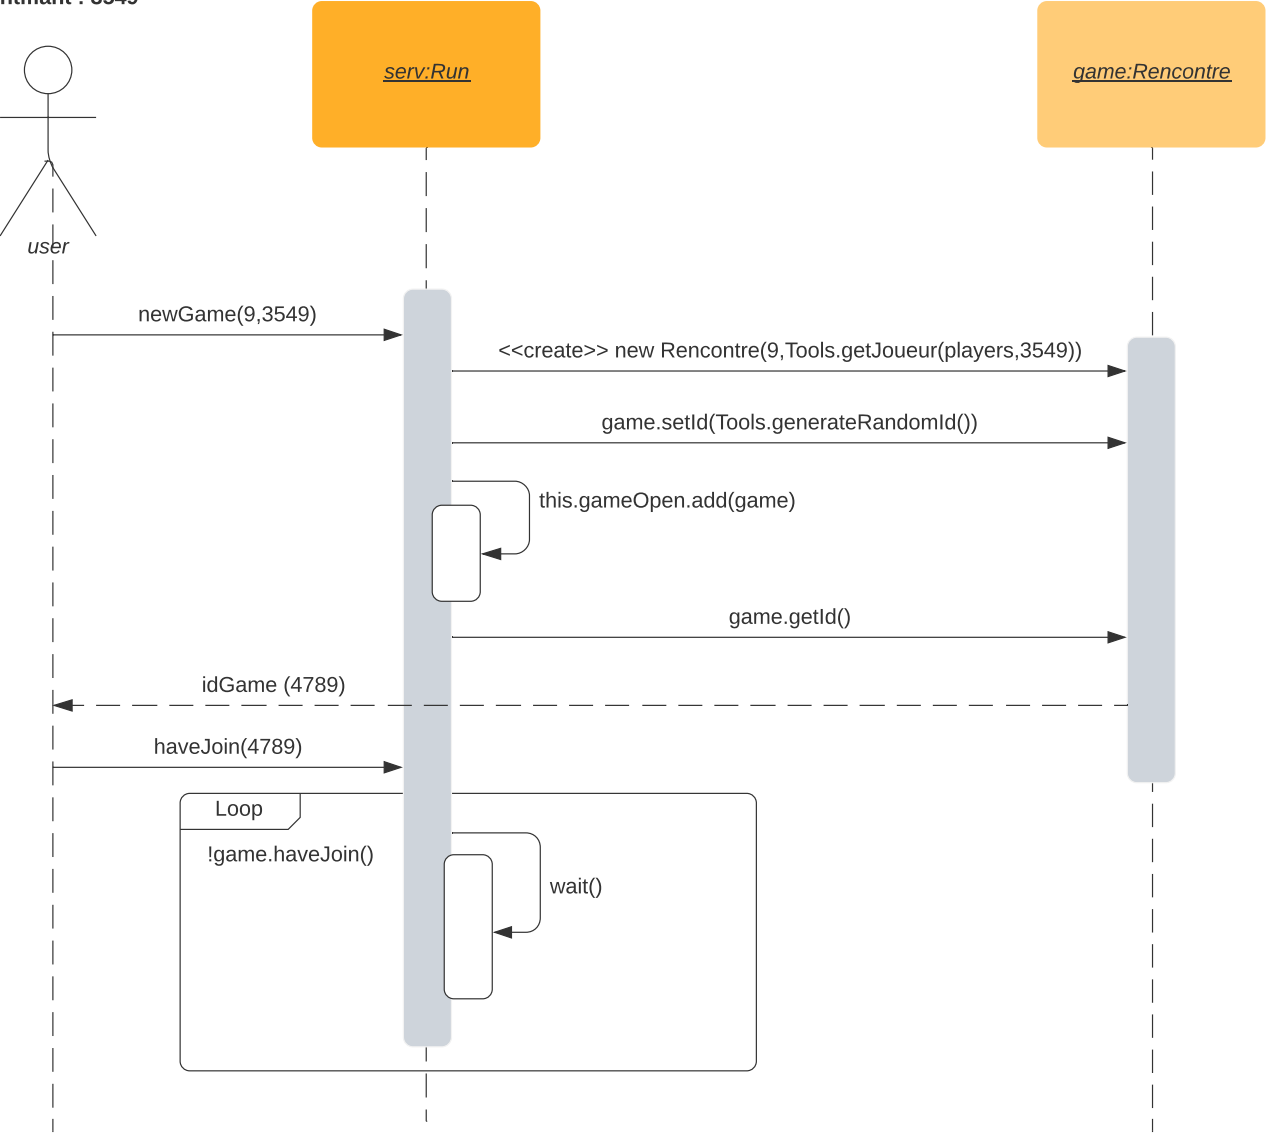 : 3549
serv:Run
game:Rencontre
user
newGame(9,3549)
<<create>> new Rencontre(9,Tools.getJoueur(players,3549))
game.setId(Tools.generateRandomId())
this.gameOpen.add(game)
game.getId()
idGame (4789)
haveJoin(4789)
Loop
!game.haveJoin()
wait()